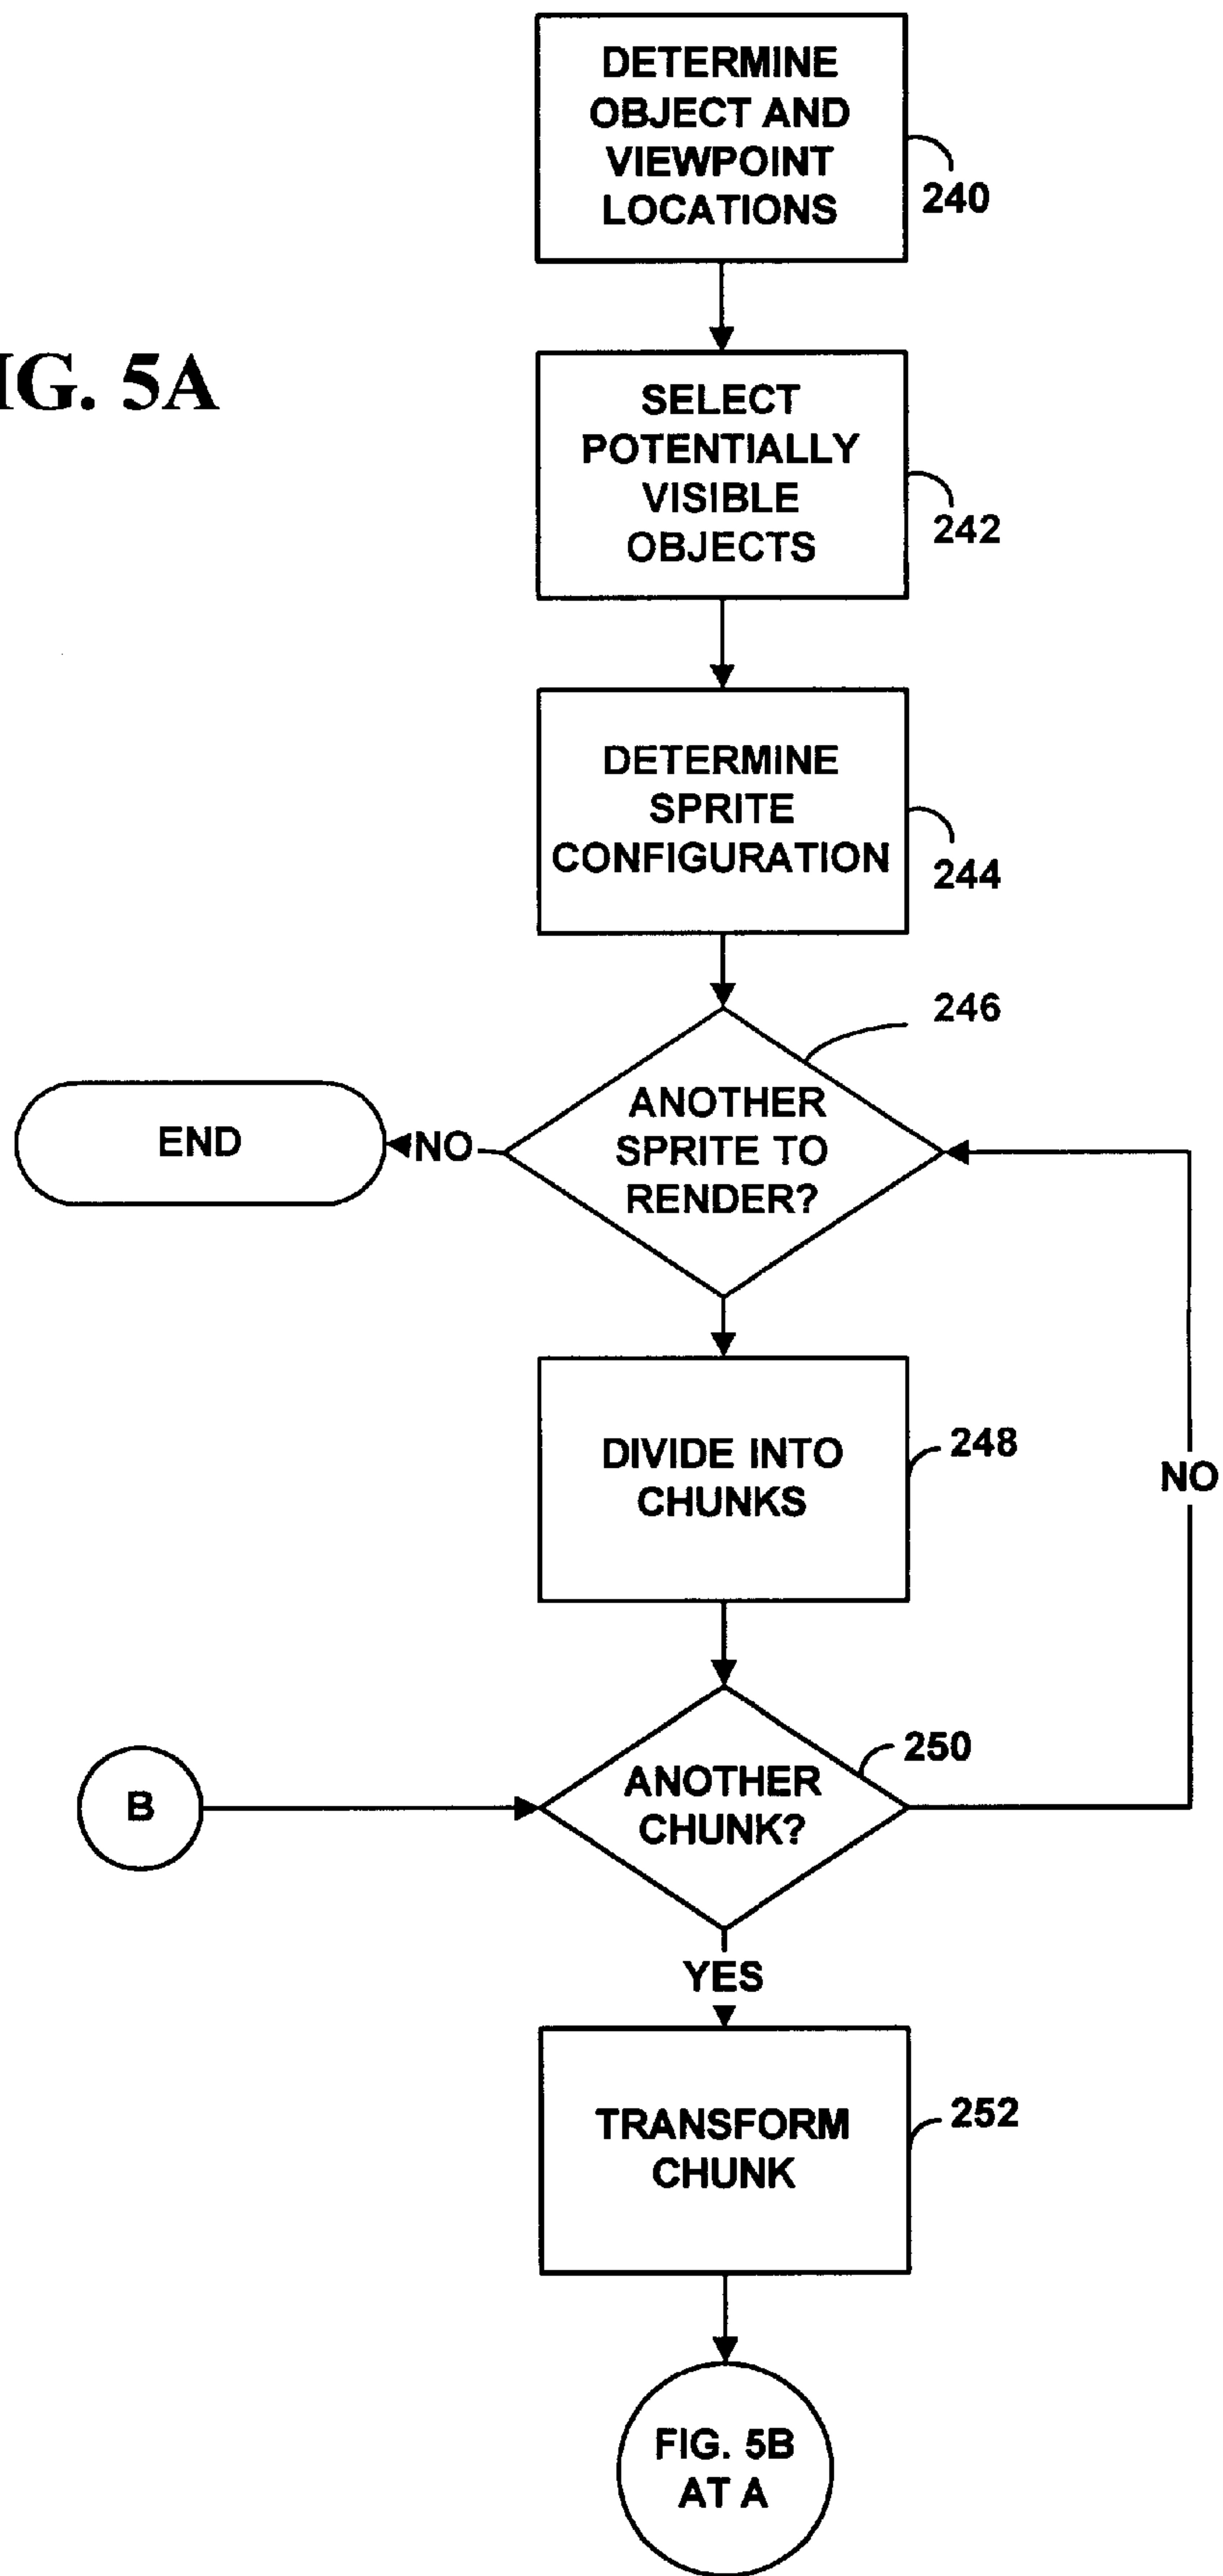 DETERMINE
OBJECT AND
VIEWPOINT
LOCATIONS
240
IG. 5A
SELECT
POTENTIALLY
VISIBLE
OBJECTS
242
DETERMINE
SPRITE
CONFIGURATION
244
246
ANOTHER
SPRITE TO
RENDER?
NO
END
DIVIDE INTO
CHUNKS
248
NO
B
ANOTHER
CHUNK?
250
YES
TRANSFORM
CHUNK
252
FIG. 5B
AT A